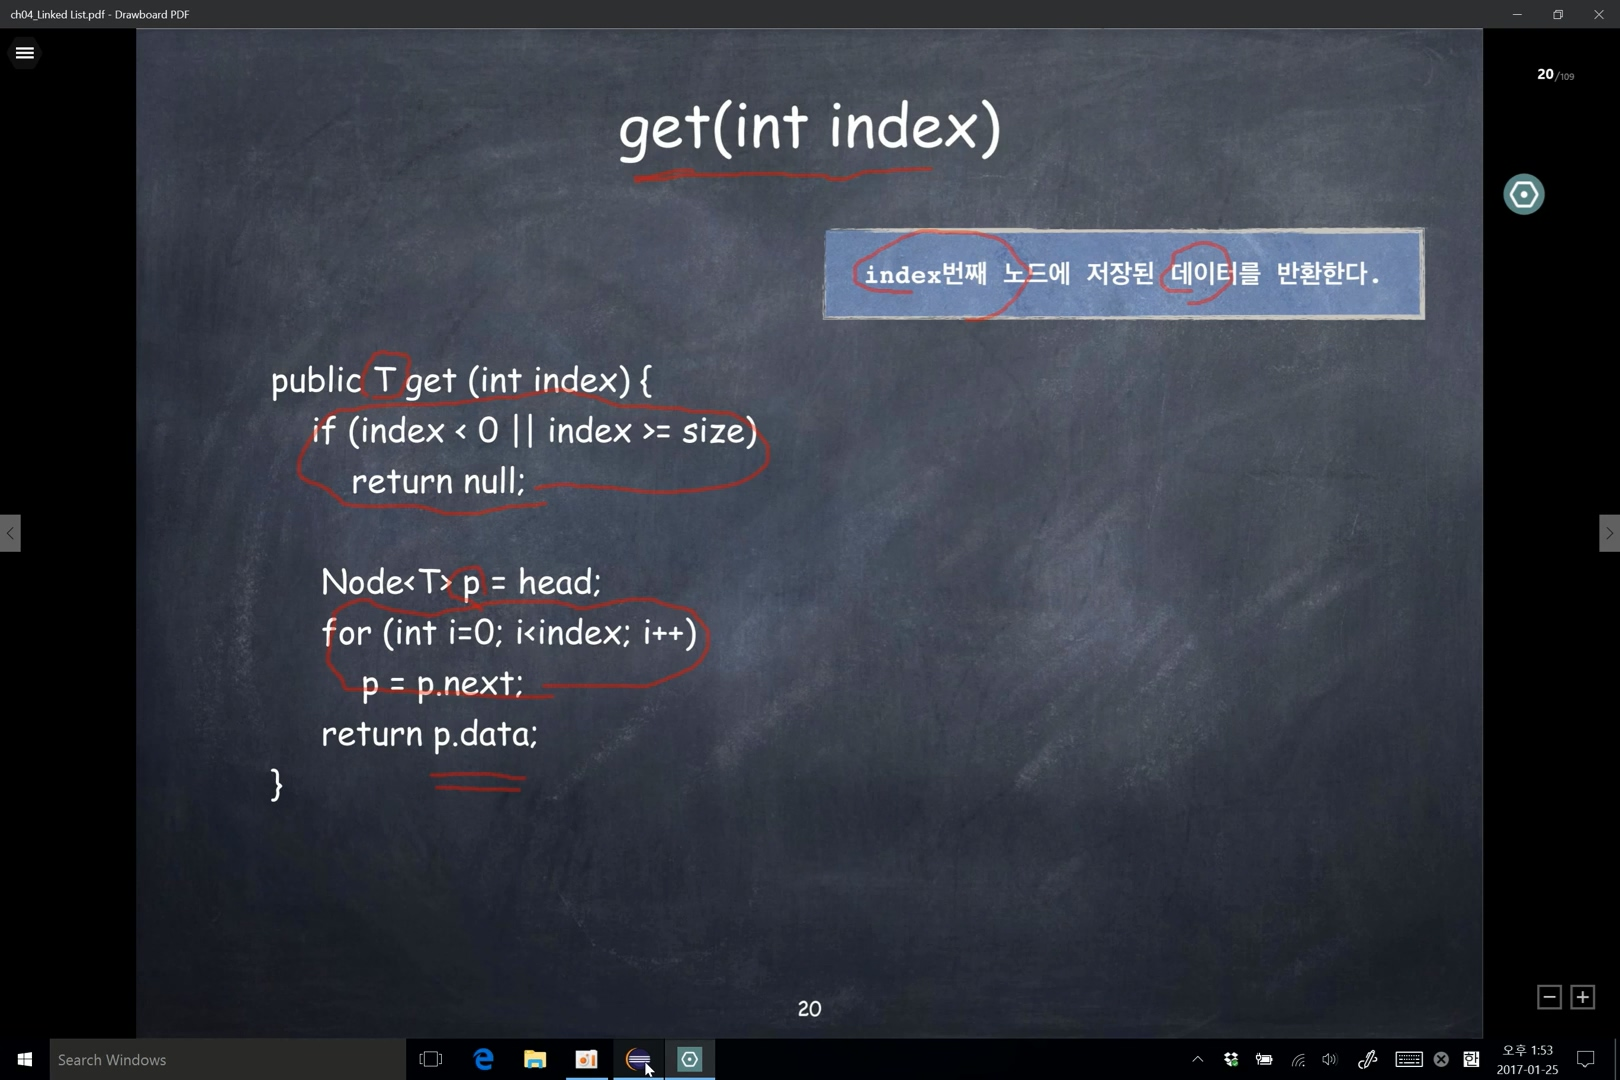 ch04_Linked List.pdf - Drawboard PDF
20/109
get(int index)
index번째 노드에 저장된 데이터를 반환한다.
public T get (int index) {
if (index < 0 || index >= size)
return null;
Node<T> p = head;
for (int i=0; i<index; i++)
p = p.next;
return p.data;
}
20
Search Windows
한
오후 1:53
2017-01-25